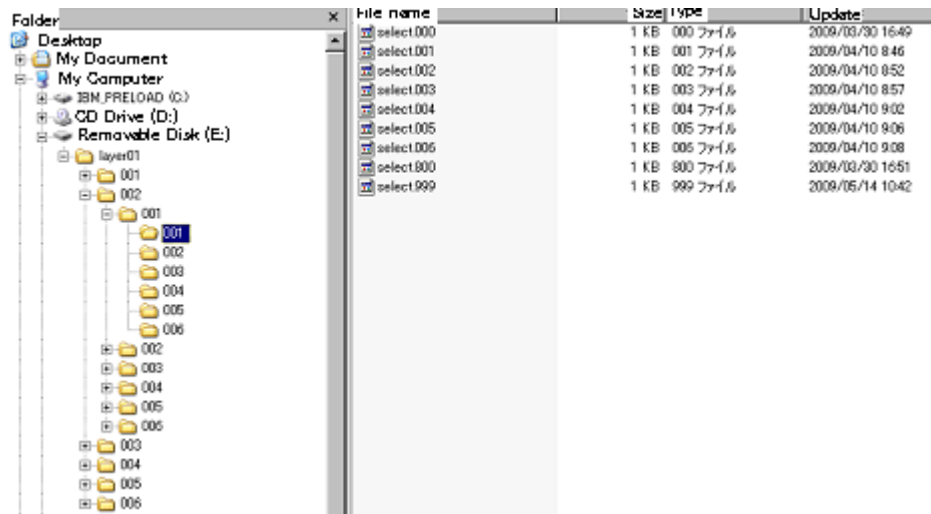 Falder ×
Desktop
My Document
My Computer
IBM_PRELOAD (C:)
CD Drive (D:)
Removable Disk (E:)
layer01
001
002
001
001
002
003
004
005
006
002
003
004
005
006
003
004
005
006
File name Size Type Update
select.000 1 KB 000 ファイル 2009/03/30 16:49
select.001 1 KB 001 ファイル 2009/04/10 8:46
select.002 1 KB 002 ファイル 2009/04/10 8:52
select.003 1 KB 003 ファイル 2009/04/10 8:57
select.004 1 KB 004 ファイル 2009/04/10 9:02
select.005 1 KB 005 ファイル 2009/04/10 9:06
select.006 1 KB 006 ファイル 2009/04/10 9:08
select.800 1 KB 800 ファイル 2009/03/30 16:51
select.999 1 KB 999 ファイル 2009/05/14 10:42